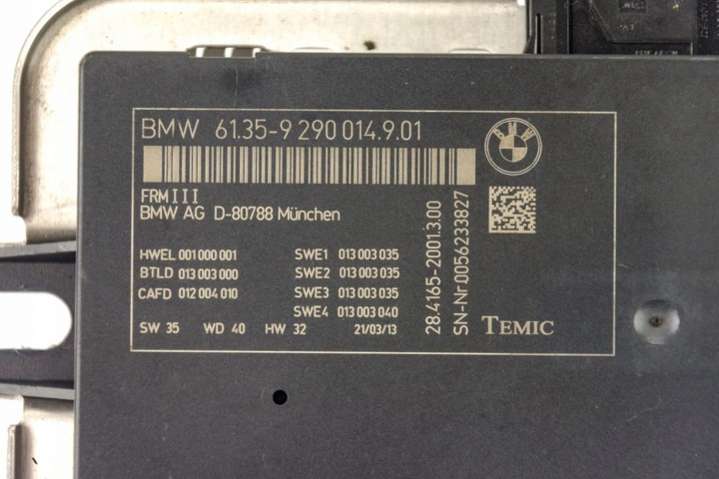 BMW 61.35-9 290 014.9.01
BMW
FRMIII
BMW AG D-80788 München
HWEL 001 000 001
BTLD 013 003 000
CAFD 012 004 010
SWE1 013 003 035
SWE2 013 003 035
SWE3 013 003 035
SWE4 013 003 040
SW 35 WD 40 HW 32 21/03/13
28.4165-2001.3.00
SN-Nr.0056233827
TEMIC